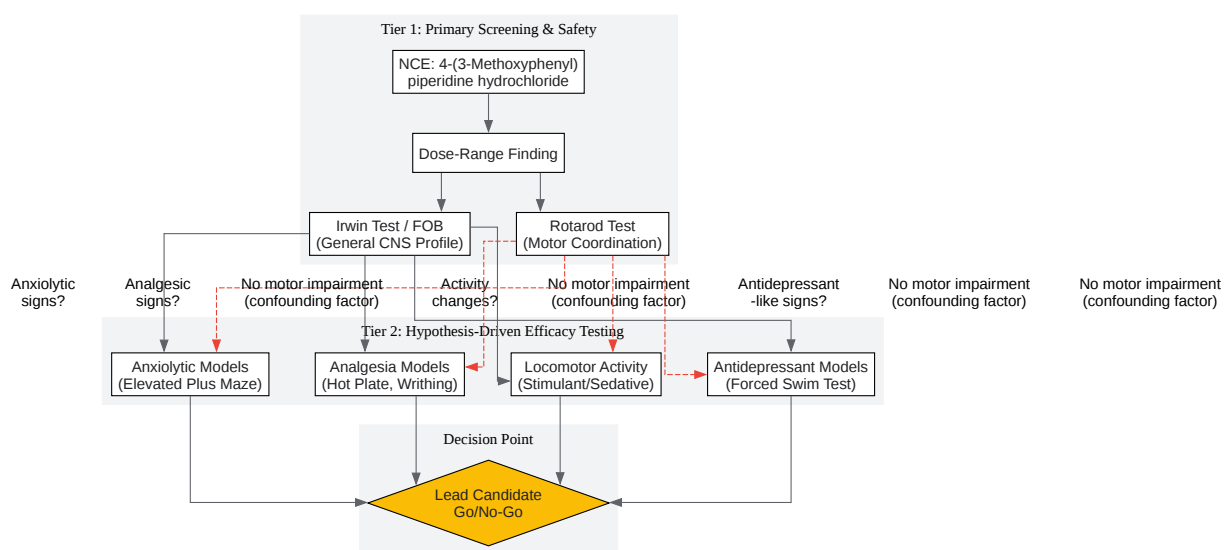 Tier 1: Primary Screening & Safety
NCE: 4-(3-Methoxyphenyl)
piperidine hydrochloride
Dose-Range Finding
Irwin Test / FOB
(General CNS Profile)
Rotarod Test
(Motor Coordination)
Anxiolytic
signs?
Analgesic
signs?
No motor impairment
(confounding factor)
Activity
changes?
No motor impairment
(confounding factor)
Antidepressant
-like signs?
No motor impairment
(confounding factor)
No motor impairment
(confounding factor)
Tier 2: Hypothesis-Driven Efficacy Testing
Anxiolytic Models
(Elevated Plus Maze)
Analgesia Models
(Hot Plate, Writhing)
Locomotor Activity
(Stimulant/Sedative)
Antidepressant Models
(Forced Swim Test)
Decision Point
Lead Candidate
Go/No-Go